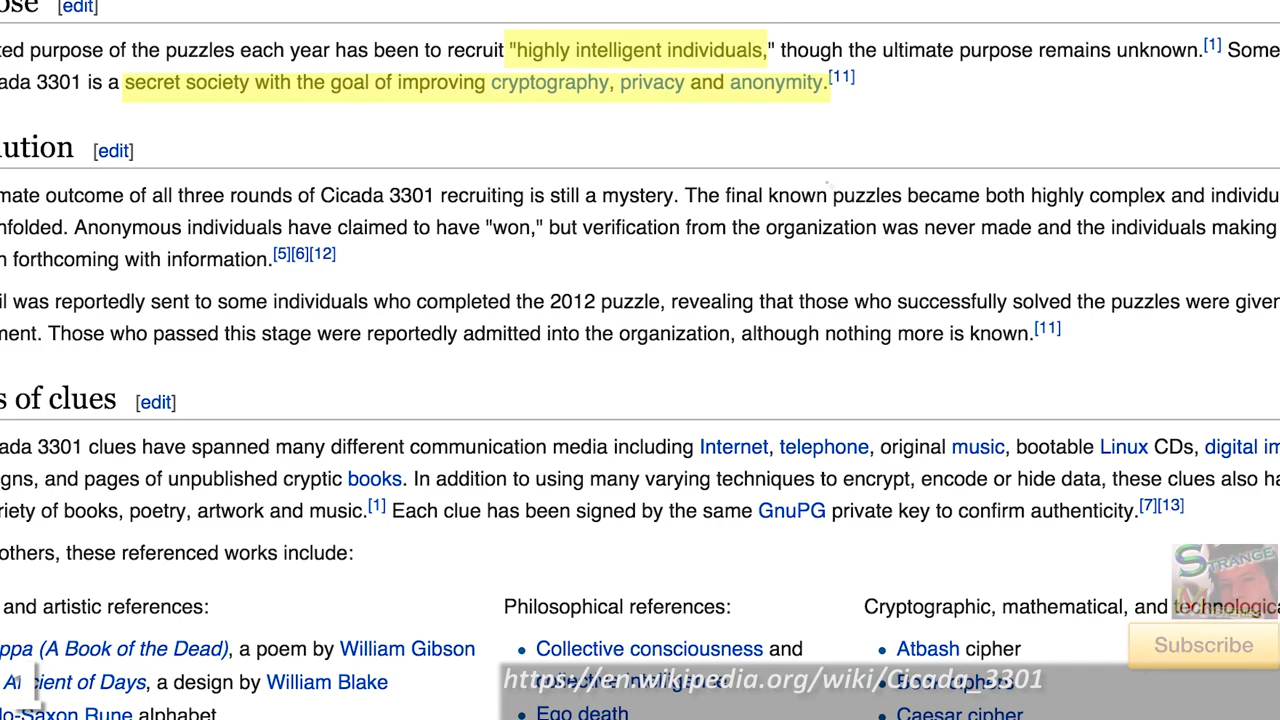 ose [edit]
ted purpose of the puzzles each year has been to recruit "highly intelligent individuals," though the ultimate purpose remains unknown.[1] Some
ada 3301 is a secret society with the goal of improving cryptography, privacy and anonymity.[11]
ution [edit]
mate outcome of all three rounds of Cicada 3301 recruiting is still a mystery. The final known puzzles became both highly complex and individu
nfolded. Anonymous individuals have claimed to have "won," but verification from the organization was never made and the individuals making
n forthcoming with information.[5][6][12]
il was reportedly sent to some individuals who completed the 2012 puzzle, revealing that those who successfully solved the puzzles were given
ment. Those who passed this stage were reportedly admitted into the organization, although nothing more is known.[11]
s of clues [edit]
ada 3301 clues have spanned many different communication media including Internet, telephone, original music, bootable Linux CDs, digital im
gns, and pages of unpublished cryptic books. In addition to using many varying techniques to encrypt, encode or hide data, these clues also ha
riety of books, poetry, artwork and music.[1] Each clue has been signed by the same GnuPG private key to confirm authenticity.[7][13]
others, these referenced works include:
and artistic references:
Philosophical references:
Cryptographic, mathematical, and technologica
ppa (A Book of the Dead), a poem by William Gibson
Collective consciousness and
Atbash cipher
Subscribe
STRANGE
https://en.wikipedia.org/wiki/Cicada_3301
cient of Days, a design by William Blake
collective intelligence
Book ciphers
lo-Saxon Rune alphabet
Ego death
Caesar cipher
1